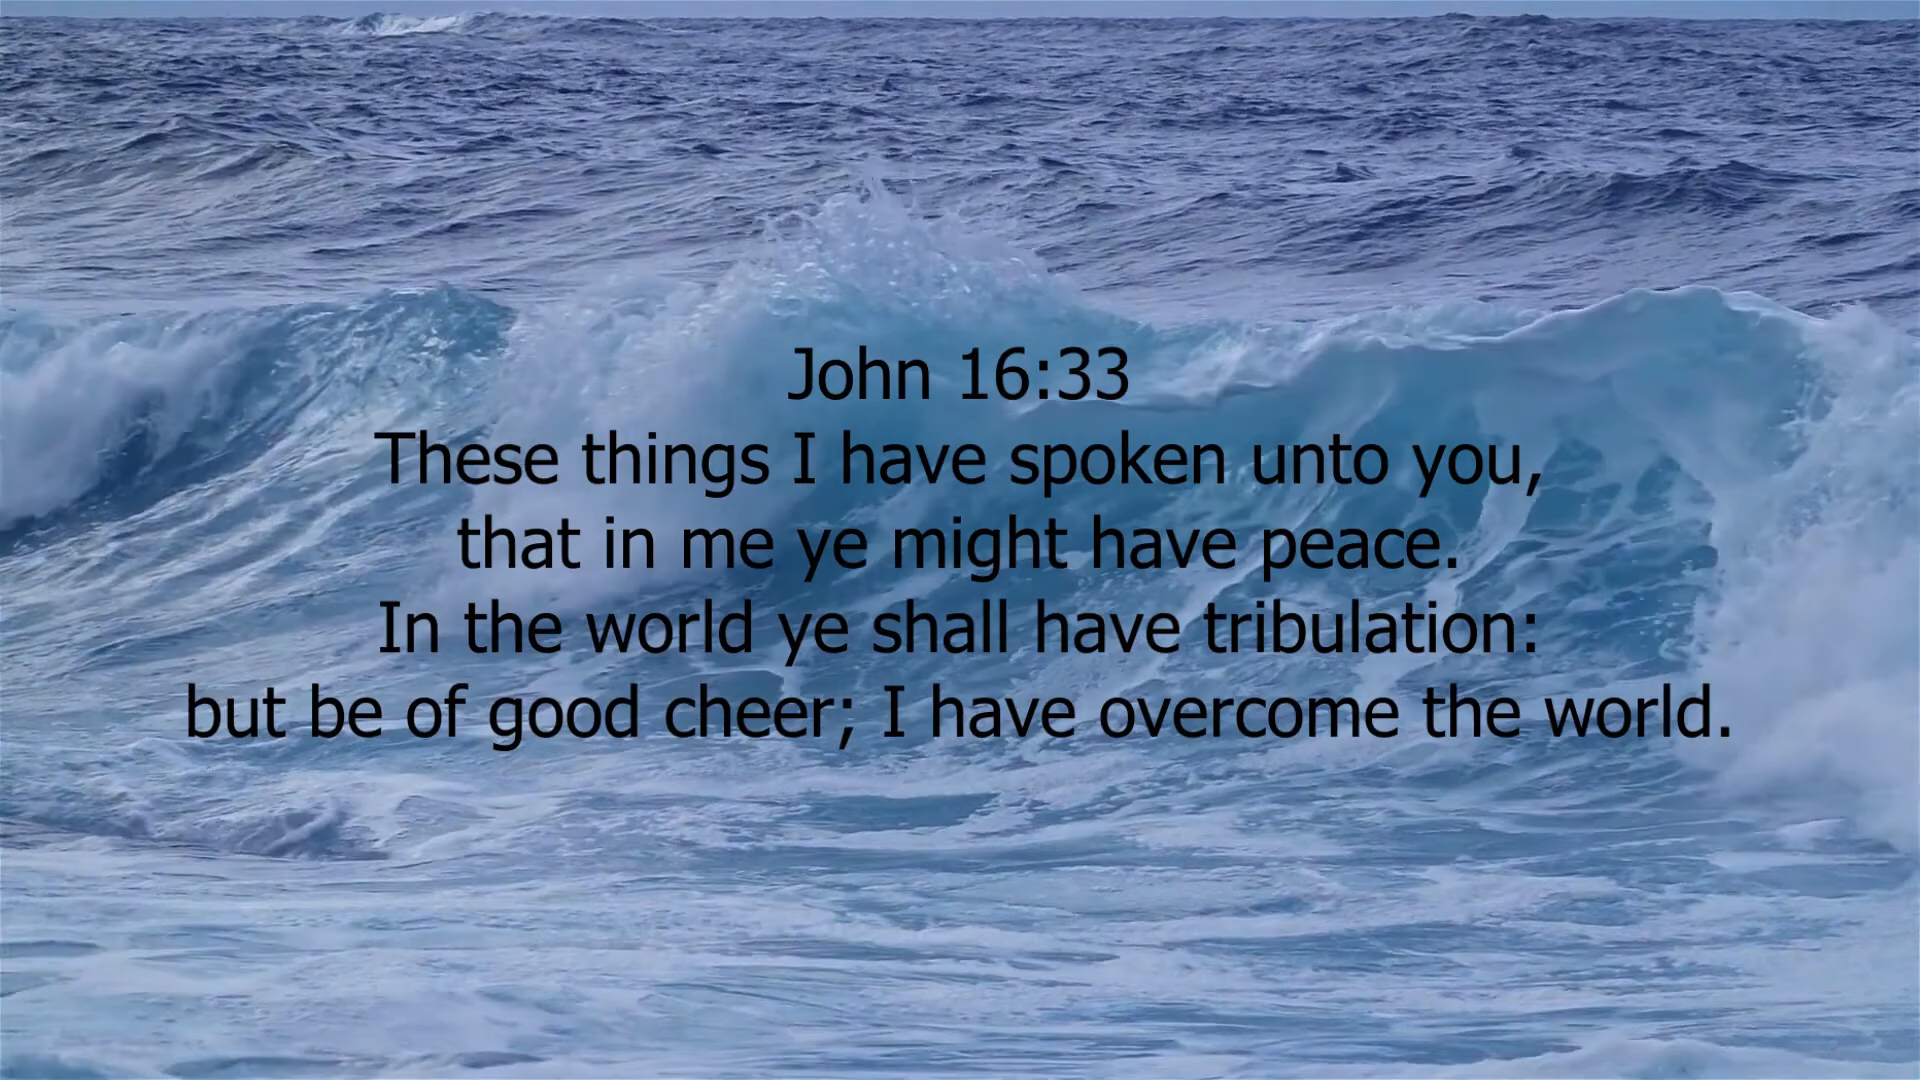 John 16:33
These things I have spoken unto you,
that in me ye might have peace.
In the world ye shall have tribulation:
but be of good cheer; I have overcome the world.